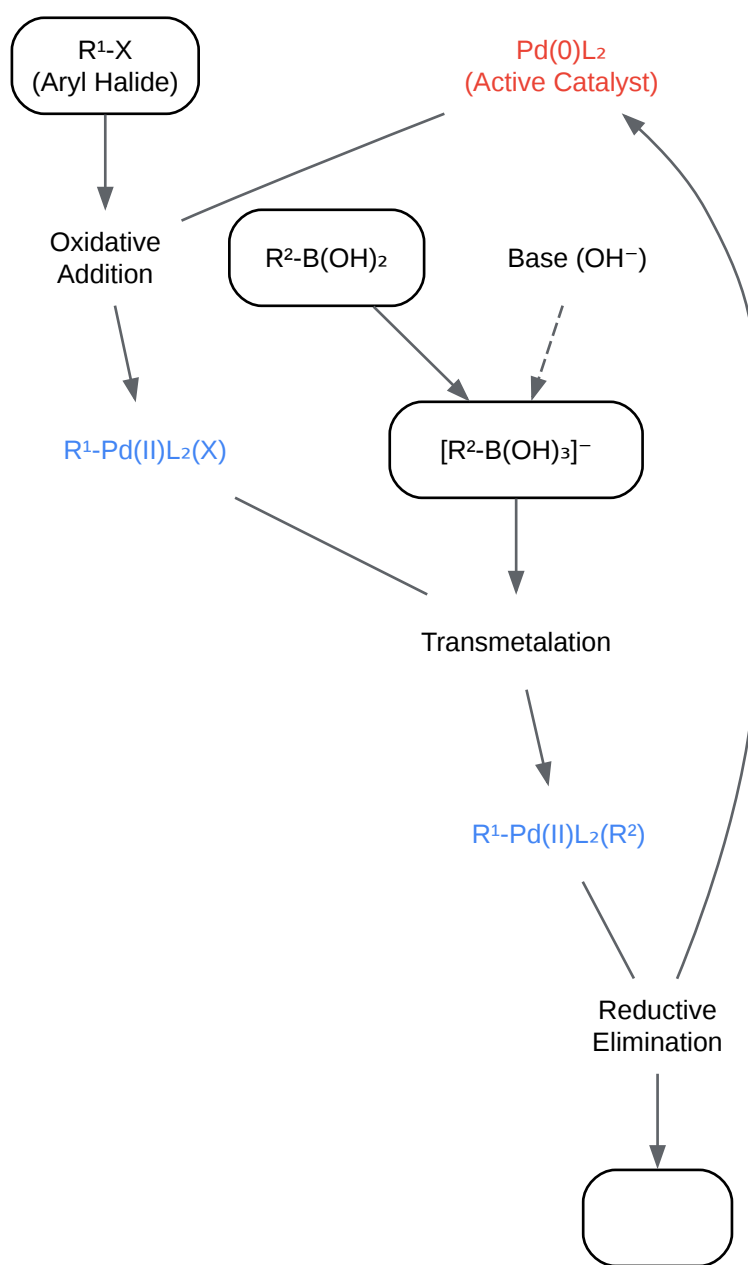 R¹-X
(Aryl Halide)
Pd(0)L₂
(Active Catalyst)
Oxidative
Addition
R²-B(OH)₂
Base (OH⁻)
R¹-Pd(II)L₂(X)
[R²-B(OH)₃]⁻
Transmetalation
R¹-Pd(II)L₂(R²)
Reductive
Elimination